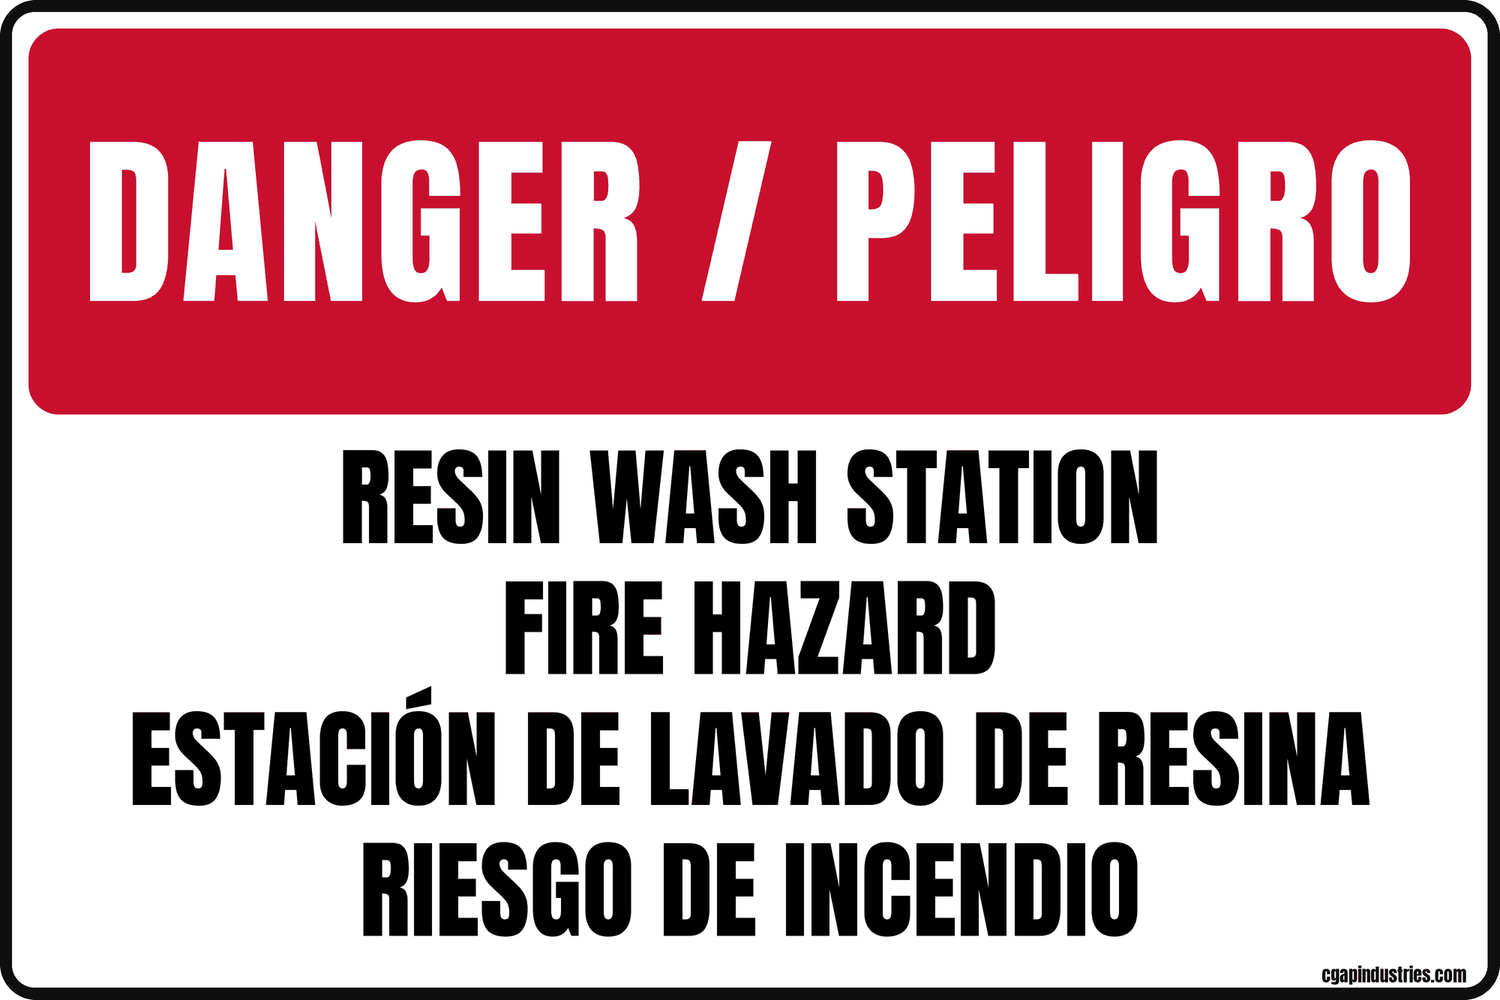 DANGER / PELIGRO
RESIN WASH STATION
FIRE HAZARD
ESTACIÓN DE LAVADO DE RESINA
RIESGO DE INCENDIO
cgapindustries.com